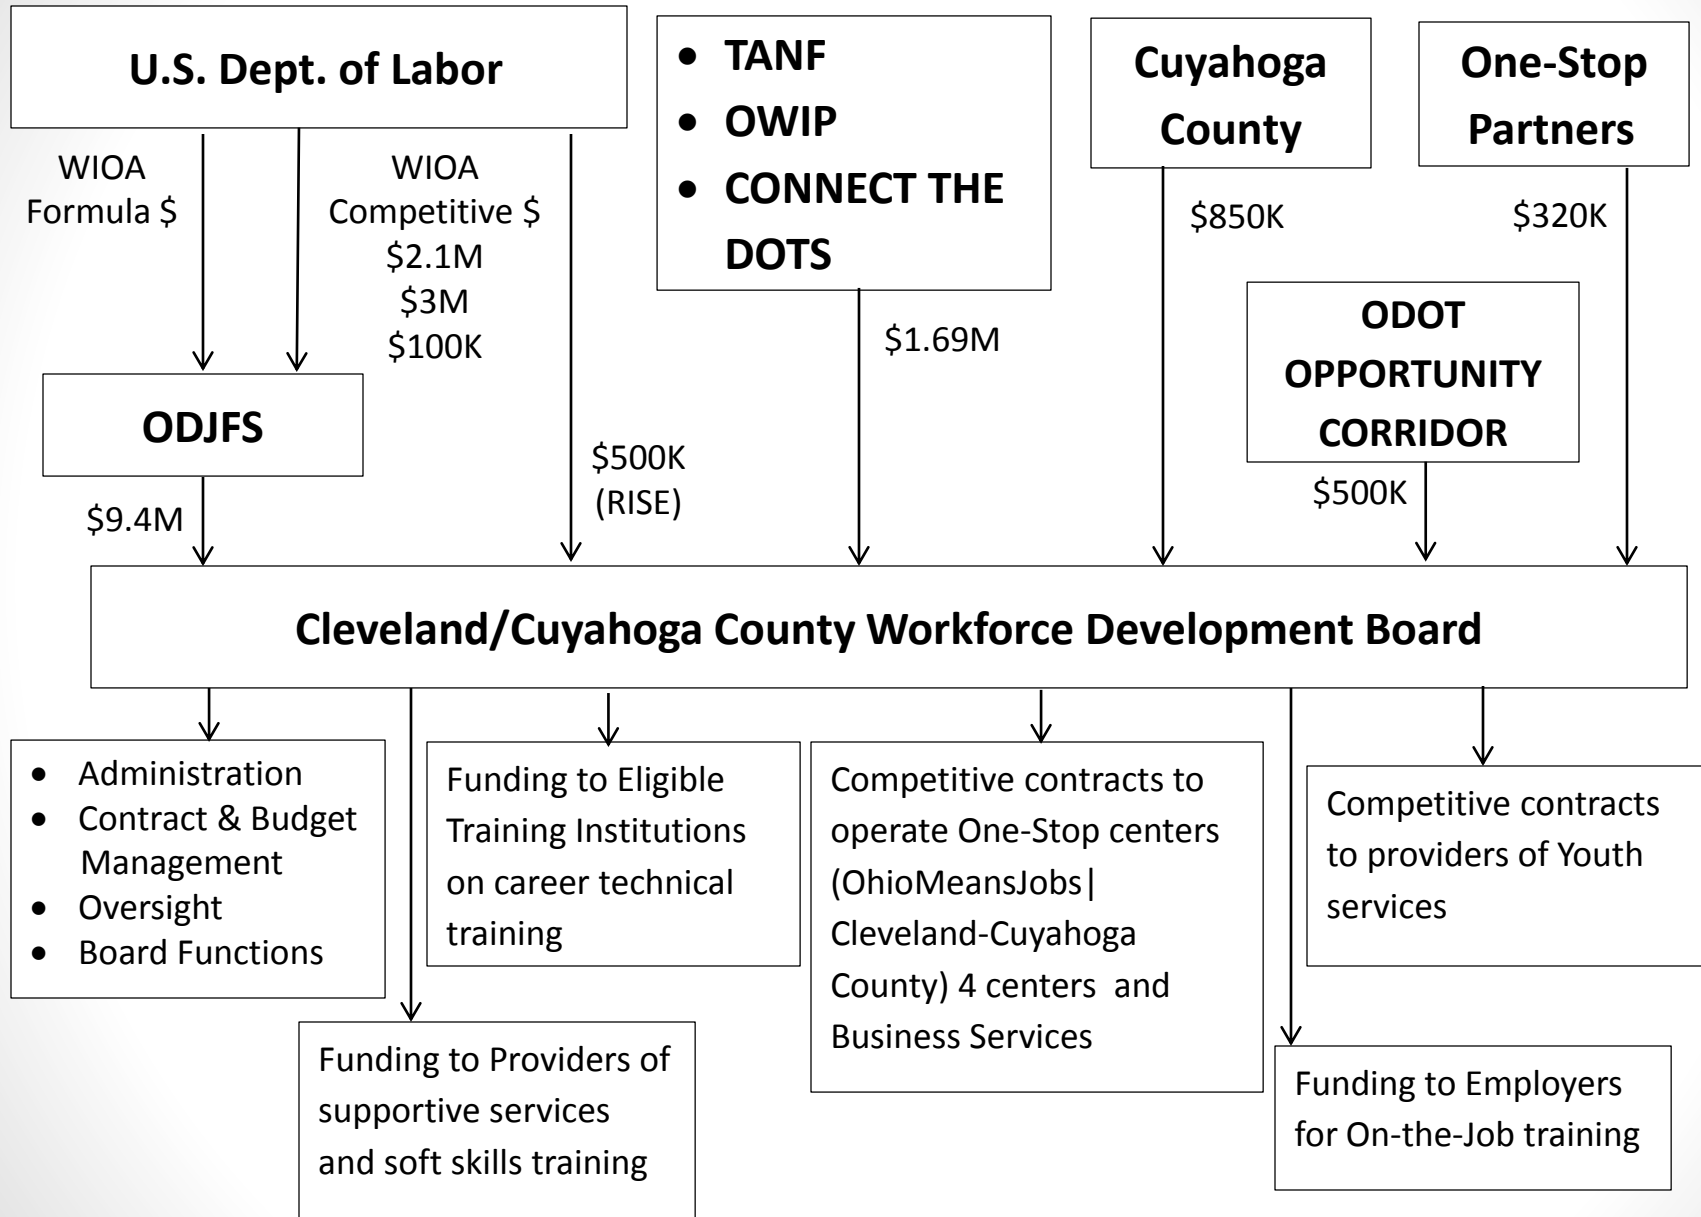 U.S. Dept. of Labor
• TANF
• OWIP
• CONNECT THE
DOTS
Cuyahoga
County
One-Stop
Partners
WIOA
Formula $
WIOA
Competitive $
$2.1M
$3M
$100K
$850K
$320K
ODOT
OPPORTUNITY
CORRIDOR
$1.69M
ODJFS
$500K
(RISE)
$500K
$9.4M
Cleveland/Cuyahoga County Workforce Development Board
• Administration
• Contract & Budget
Management
• Oversight
• Board Functions
Funding to Eligible
Training Institutions
on career technical
training
Competitive contracts to
operate One-Stop centers
(OhioMeansJobs|
Cleveland-Cuyahoga
County) 4 centers and
Business Services
Competitive contracts
to providers of Youth
services
Funding to Providers of
supportive services
and soft skills training
Funding to Employers
for On-the-Job training